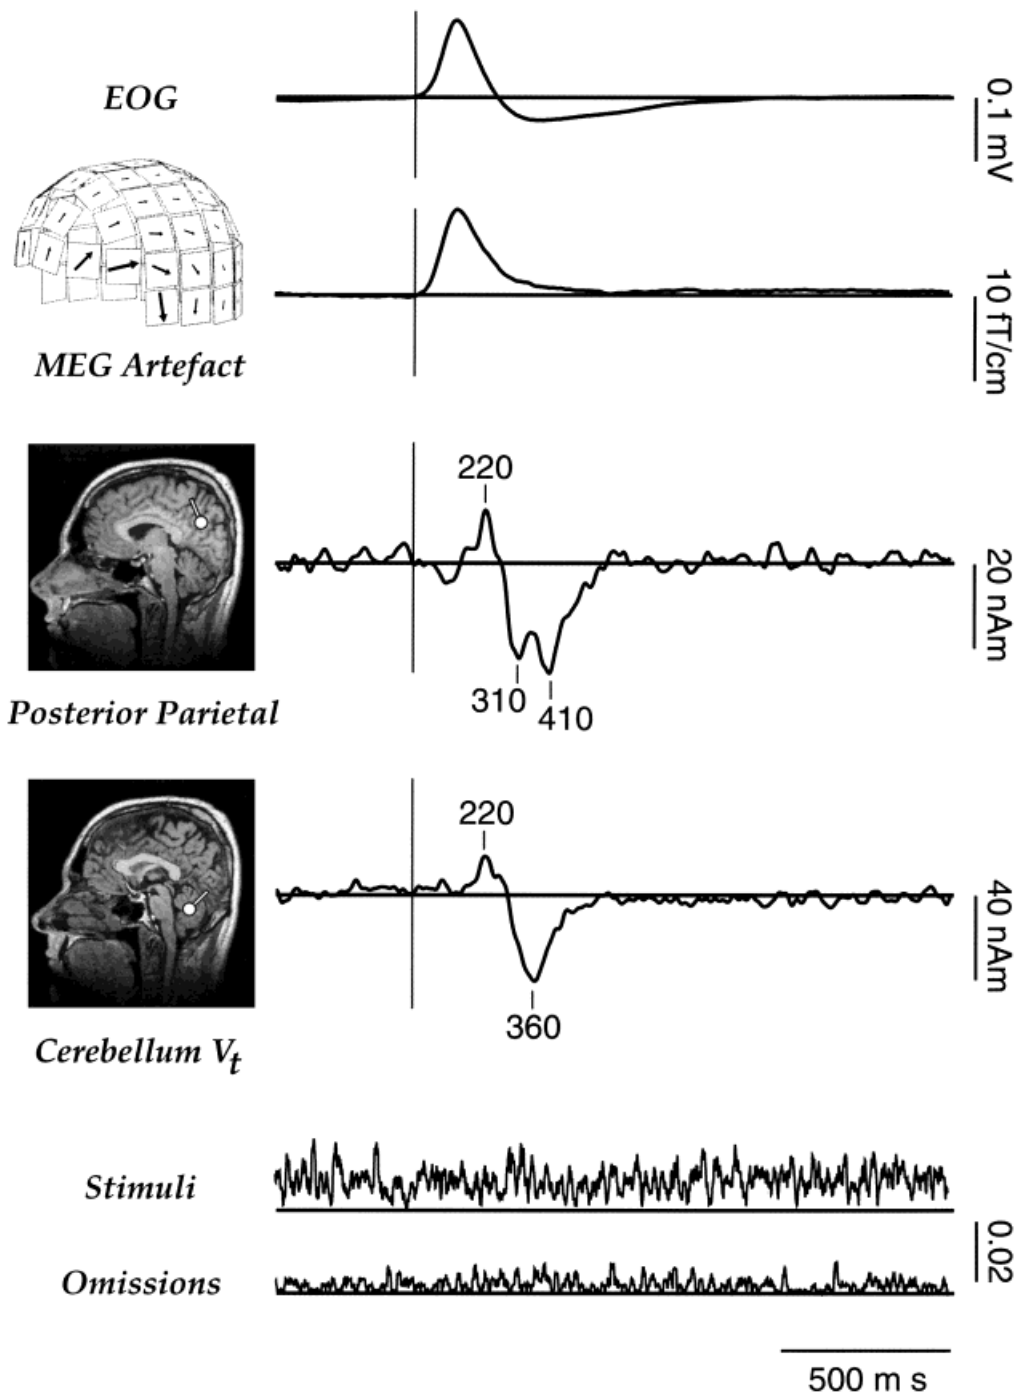 EOG
0.1 mV
MEG Artefact
10 fT/cm
220
20 nAm
310
410
Posterior Parietal
220
40 nAm
360
Cerebellum Vt
Stimuli
0.02
Omissions
500 m s